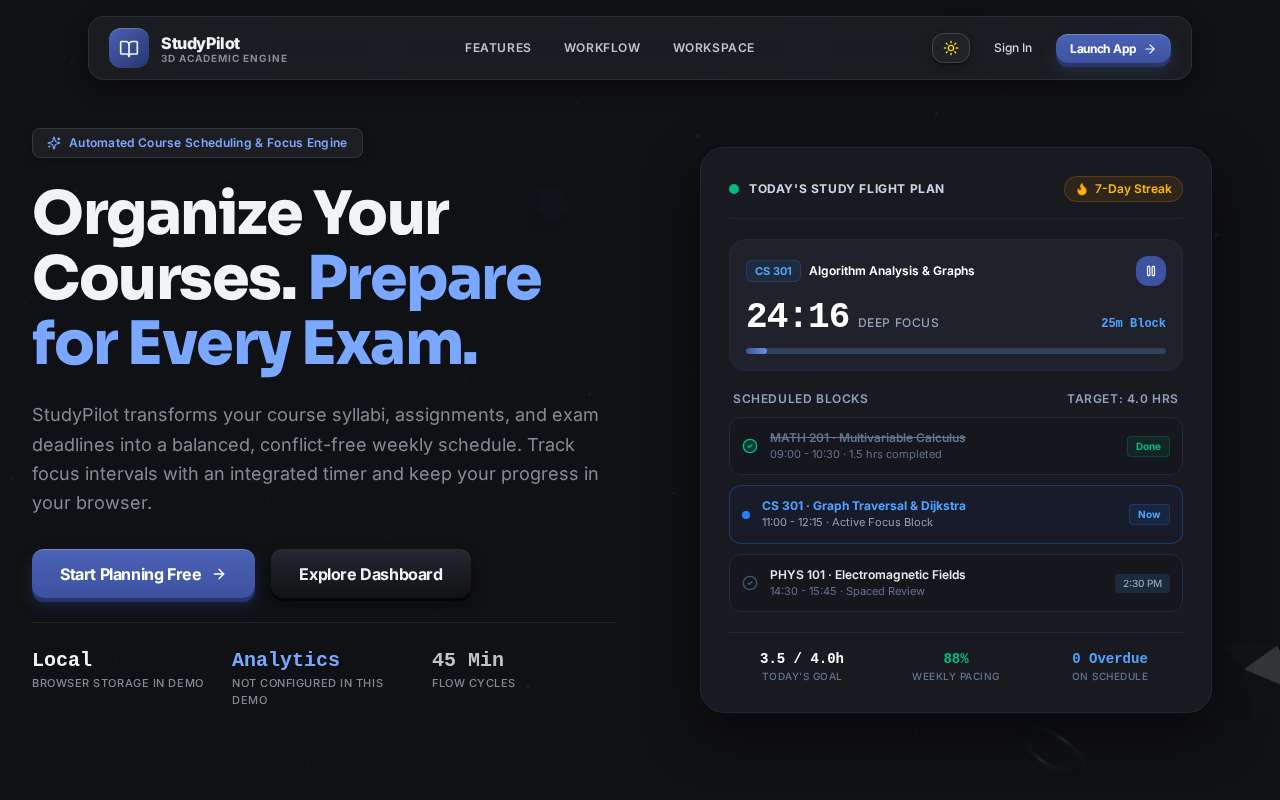 StudyPilot
3D ACADEMIC ENGINE
FEATURES WORKFLOW WORKSPACE
Sign In
Launch App
Automated Course Scheduling & Focus Engine
Organize Your
Courses. Prepare
for Every Exam.
StudyPilot transforms your course syllabi, assignments, and exam
deadlines into a balanced, conflict-free weekly schedule. Track
focus intervals with an integrated timer and keep your progress in
your browser.
Start Planning Free
Explore Dashboard
Local
BROWSER STORAGE IN DEMO
Analytics
NOT CONFIGURED IN THIS
DEMO
45 Min
FLOW CYCLES
TODAY'S STUDY FLIGHT PLAN
7-Day Streak
CS 301 Algorithm Analysis & Graphs
24:16 DEEP FOCUS
25m Block
SCHEDULED BLOCKS
TARGET: 4.0 HRS
MATH 201 · Multivariable Calculus
09:00 - 10:30 · 1.5 hrs completed
Done
CS 301 · Graph Traversal & Dijkstra
11:00 - 12:15 · Active Focus Block
Now
PHYS 101 · Electromagnetic Fields
14:30 - 15:45 · Spaced Review
2:30 PM
3.5 / 4.0h
TODAY'S GOAL
88%
WEEKLY PACING
0 Overdue
ON SCHEDULE